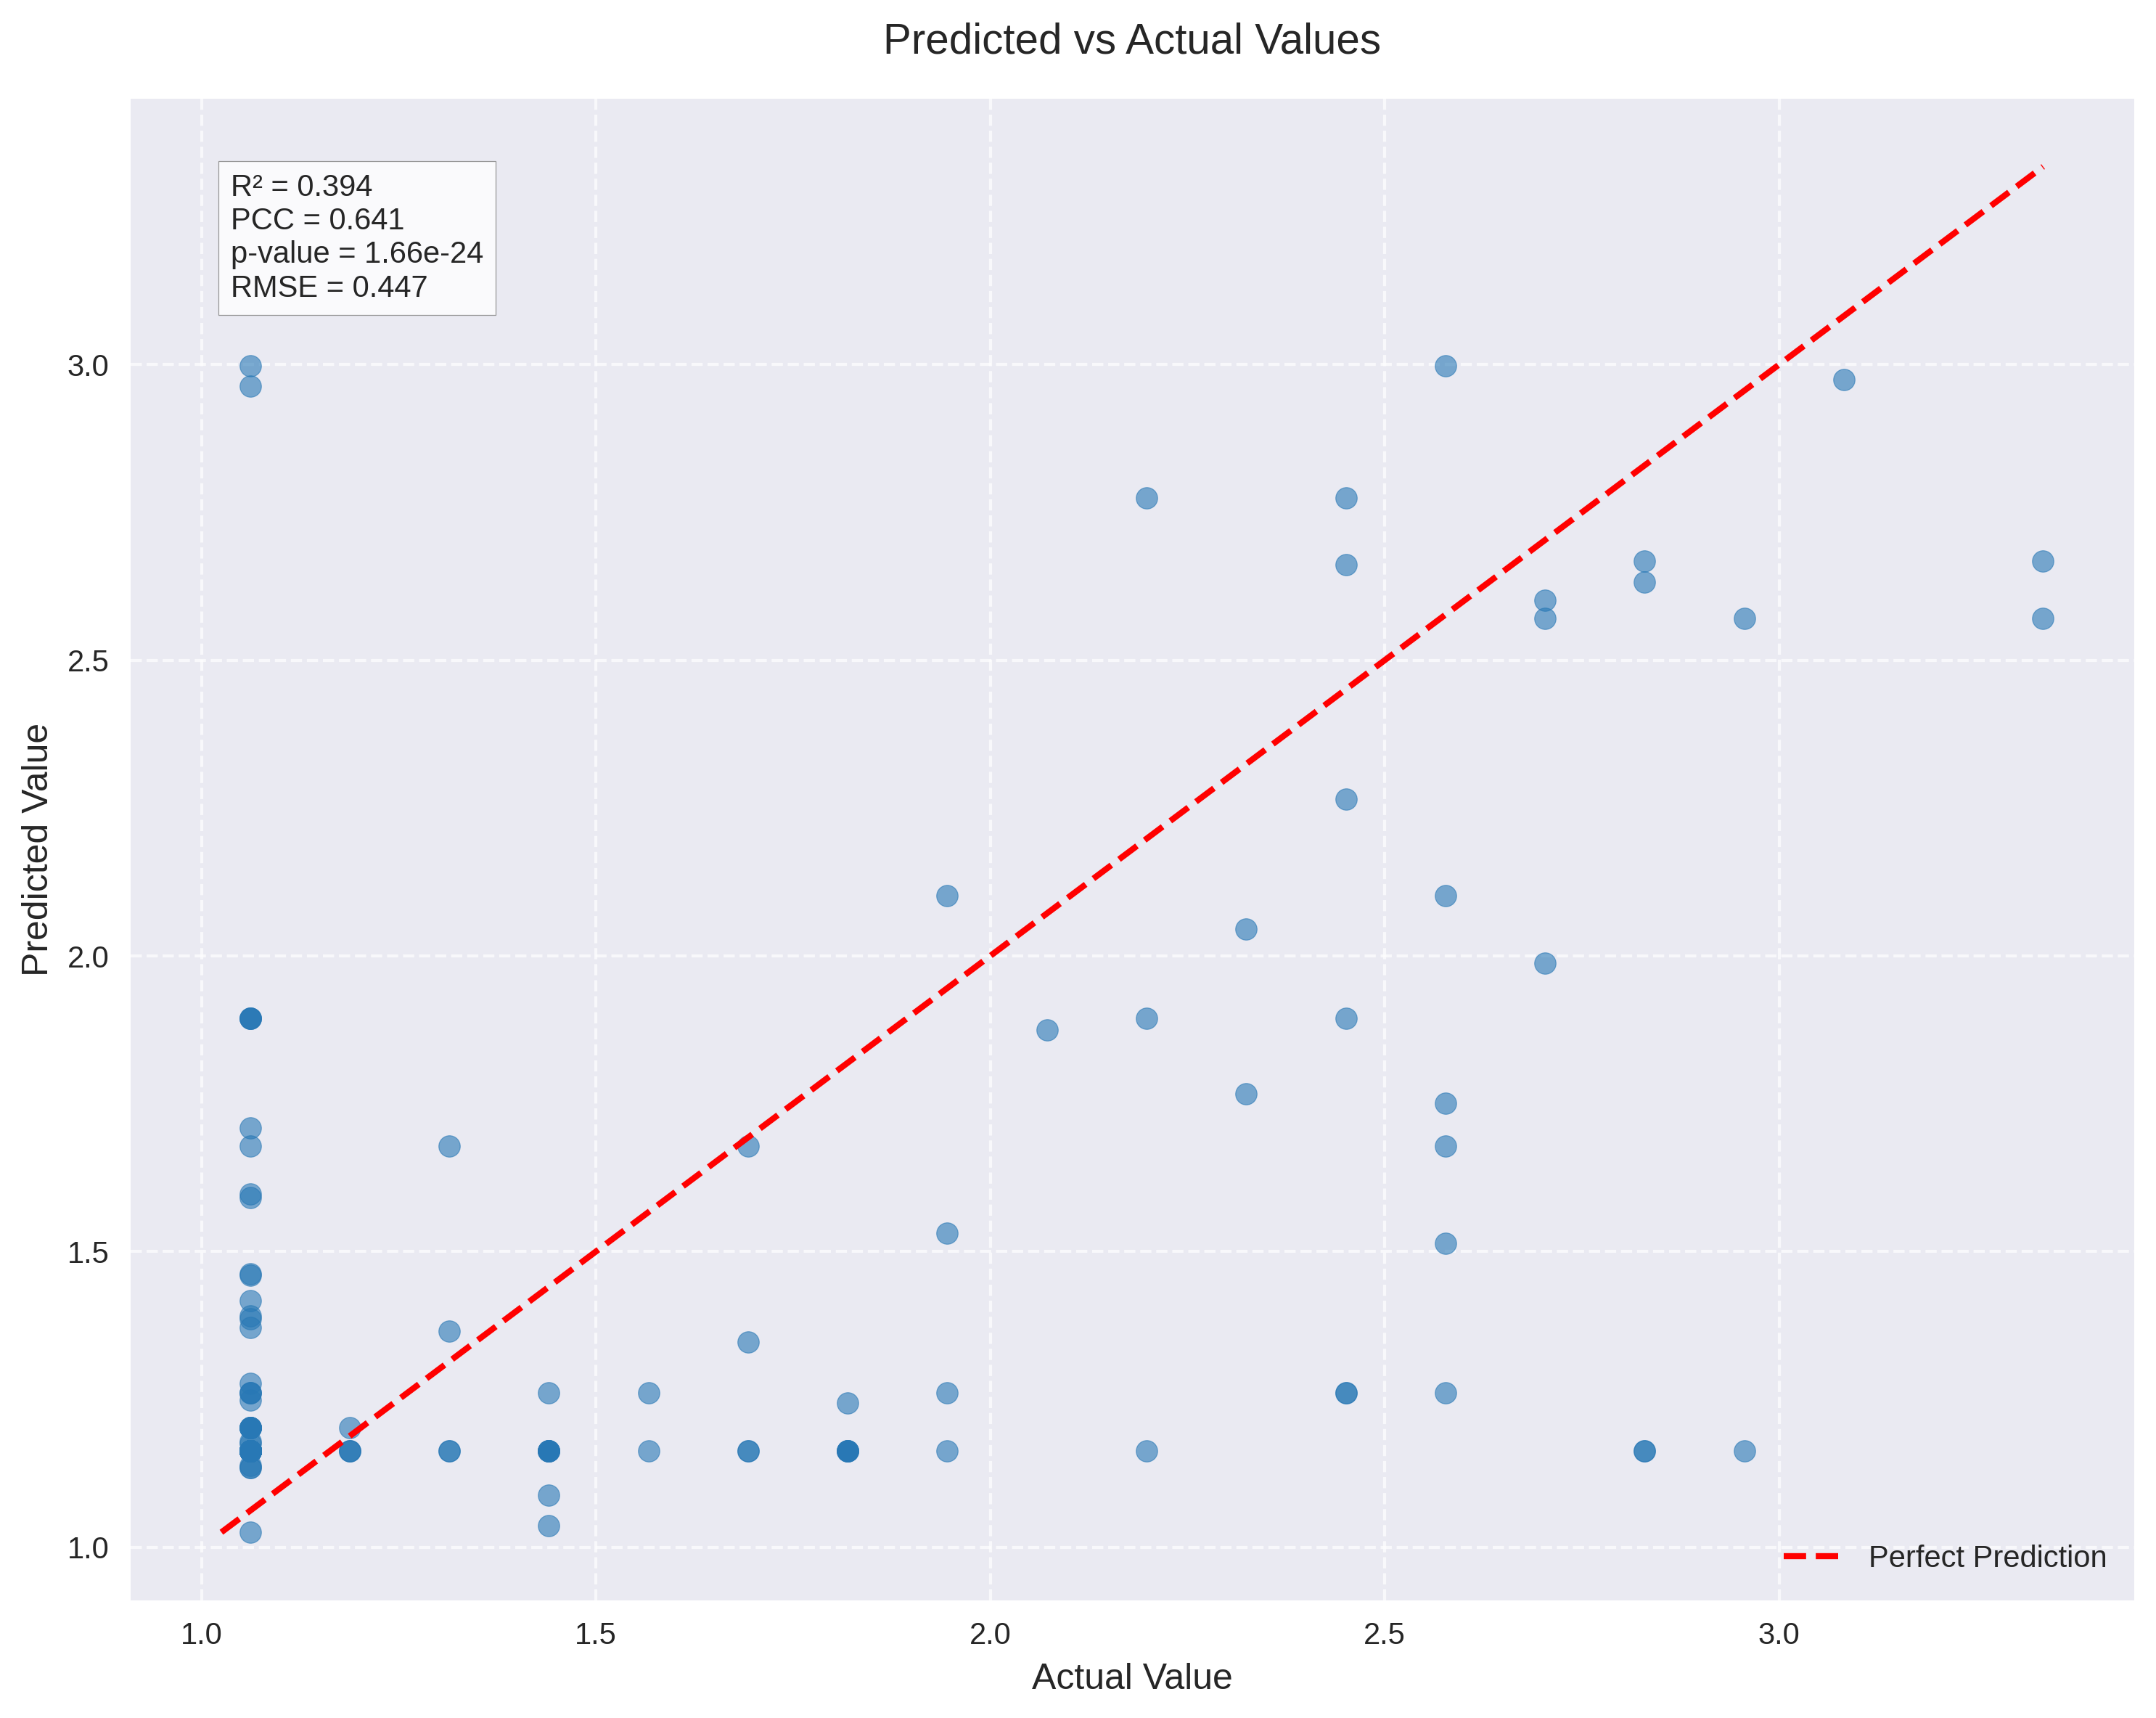 Predicted vs Actual Values
R² = 0.394
PCC = 0.641
p-value = 1.66e-24
RMSE = 0.447
3.0
2.5
2.0
1.5
1.0
Predicted Value
Perfect Prediction
1.0 1.5 2.0 2.5 3.0
Actual Value